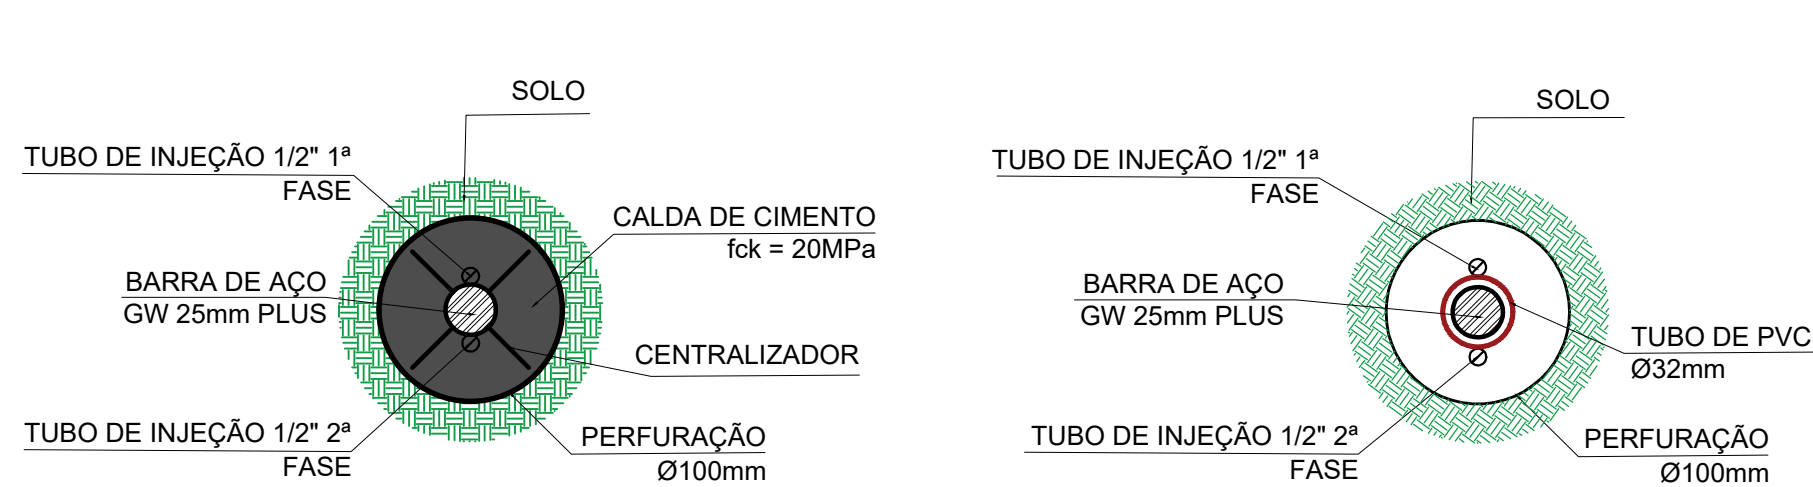 SOLO
TUBO DE INJEÇÃO 1/2" 1ª
FASE
CALDA DE CIMENTO
fck = 20MPa
BARRA DE AÇO
GW 25mm PLUS
CENTRALIZADOR
TUBO DE INJEÇÃO 1/2" 2ª
FASE
PERFURAÇÃO
Ø100mm
SOLO
TUBO DE INJEÇÃO 1/2" 1ª
FASE
BARRA DE AÇO
GW 25mm PLUS
TUBO DE PVC
Ø32mm
TUBO DE INJEÇÃO 1/2" 2ª
FASE
PERFURAÇÃO
Ø100mm